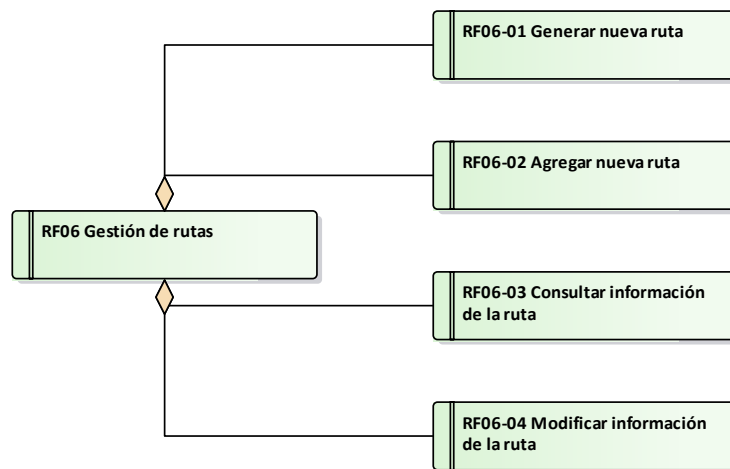 RF06-01 Generar nueva ruta
RF06-02 Agregar nueva ruta
RF06 Gestión de rutas
RF06-03 Consultar información
de la ruta
RF06-04 Modificar información
de la ruta